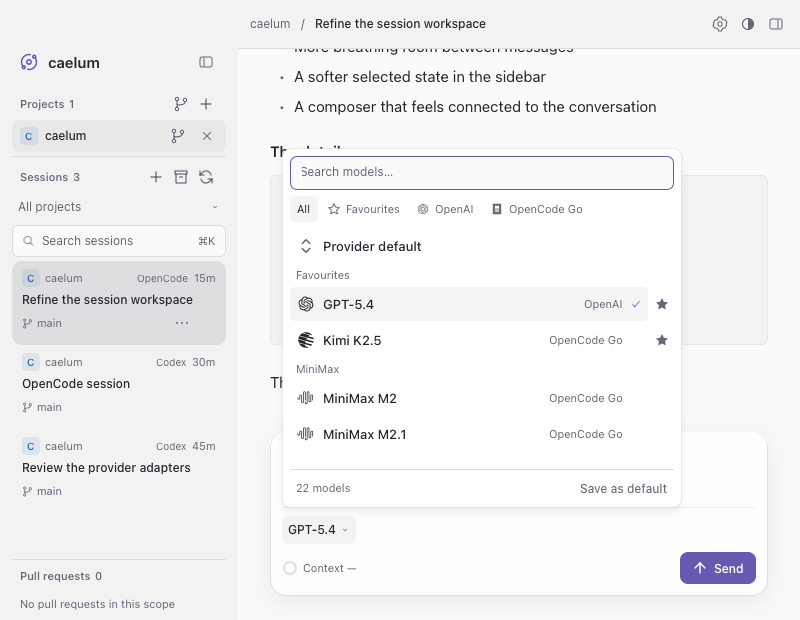 caelum / Refine the session workspace
caelum
Projects 1
C caelum
Sessions 3
All projects
Search sessions ⌘K
C caelum OpenCode 15m
Refine the session workspace
main ...
C caelum Codex 30m
OpenCode session
main
C caelum Codex 45m
Review the provider adapters
main
Pull requests 0
No pull requests in this scope
More breathing room between messages
• A softer selected state in the sidebar
• A composer that feels connected to the conversation
Search models...
All Favourites OpenAI OpenCode Go
Provider default
Favourites
GPT-5.4 OpenAI ✓ ★
Kimi K2.5 OpenCode Go ★
MiniMax
MiniMax M2 OpenCode Go
MiniMax M2.1 OpenCode Go
22 models Save as default
GPT-5.4
Context —
Send